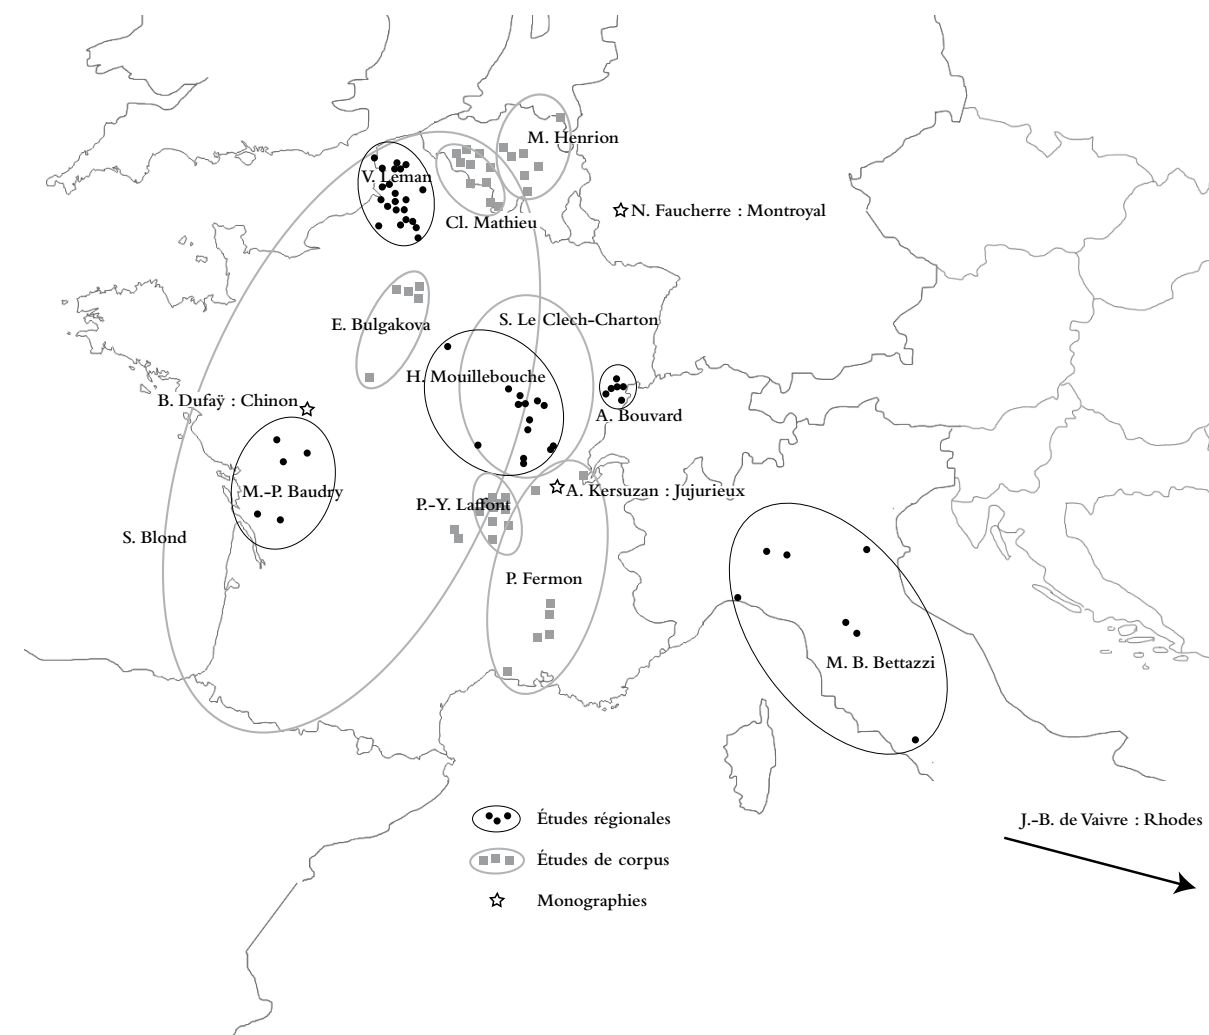 M. Henrion
V. Leman
N. Faucherre : Montroyal
Cl. Mathieu
S. Le Clech-Charton
E. Bulgakova
H. Mouillebouche
B. Dufaÿ : Chinon
A. Bouvard
M.-P. Baudry
A. Kersuzan : Jujurieux
P.-Y. Laffont
S. Blond
P. Fermon
M. B. Bettazzi
J.-B. de Vaivre : Rhodes
Études régionales
Études de corpus
Monographies